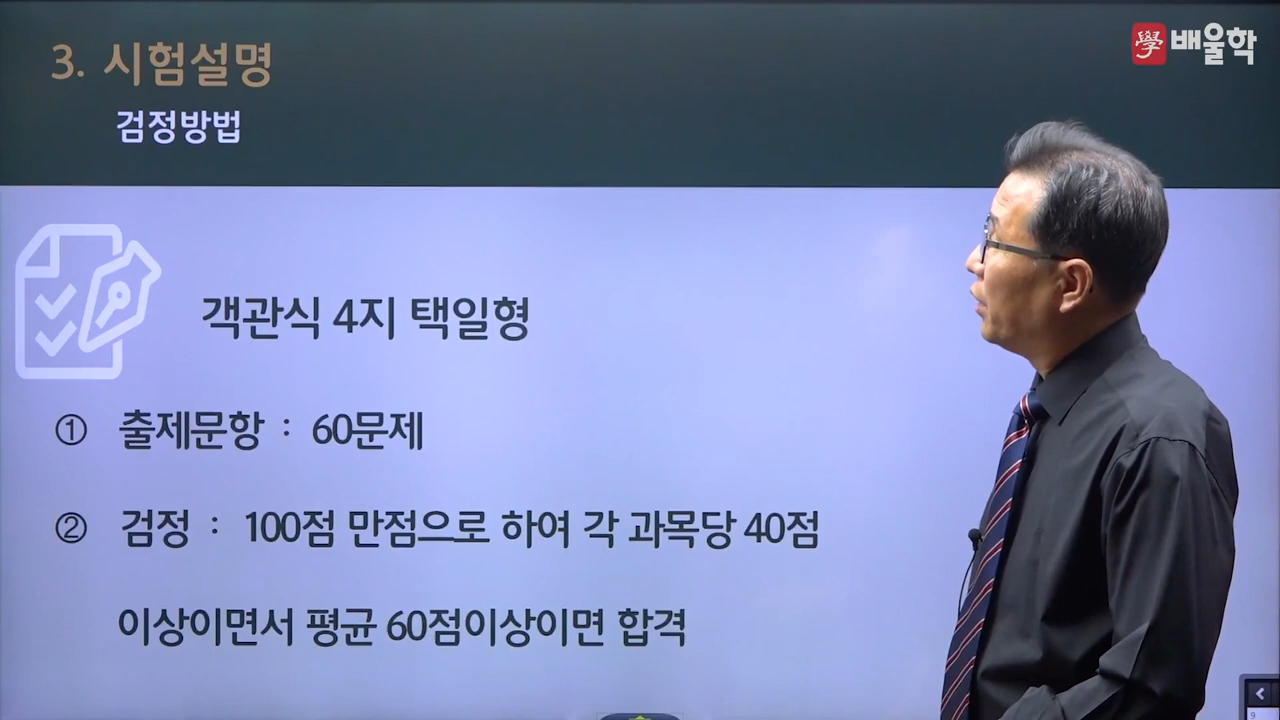 3. 시험설명
검정방법
學 배울학
객관식 4지 택일형
① 출제문항 : 60문제
② 검정 : 100점 만점으로 하여 각 과목당 40점
이상이면서 평균 60점이상이면 합격
9